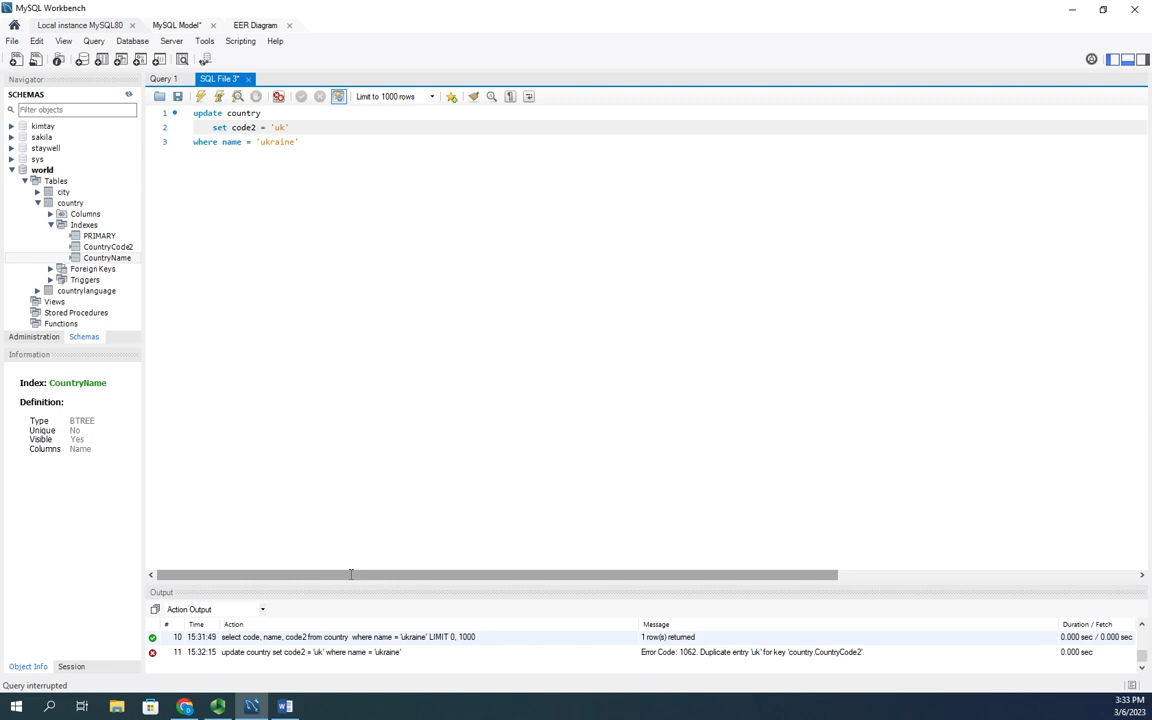 MySQL Workbench
Local instance MySQL80 MySQL Model* EER Diagram
File Edit View Query Database Server Tools Scripting Help
Navigator
SCHEMAS
Filter objects
kimtay
sakila
staywell
sys
world
Tables
city
country
Columns
Indexes
PRIMARY
CountryCode2
CountryName
Foreign Keys
Triggers
countrylanguage
Views
Stored Procedures
Functions
Administration Schemas
Information
Index: CountryName
Definition:
Type BTREE
Unique No
Visible Yes
Columns Name
Object Info Session
Query 1 SQL File 3*
Limit to 1000 rows
1 update country
2 set code2 = 'uk'
3 where name = 'ukraine'
Output
Action Output
# Time Action Message Duration / Fetch
10 15:31:49 select code, name, code2 from country where name = 'ukraine' LIMIT 0, 1000 1 row(s) returned 0.000 sec / 0.000 sec
11 15:32:15 update country set code2 = 'uk' where name = 'ukraine' Error Code: 1062. Duplicate entry 'uk' for key 'country.CountryCode2' 0.000 sec
Query interrupted
3:33 PM
3/6/2023